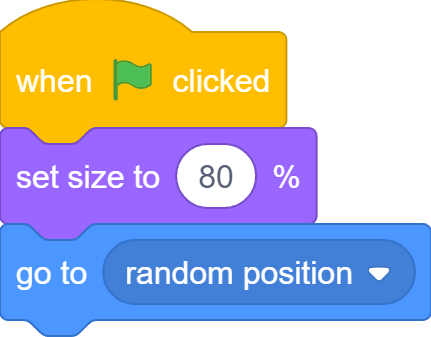 when clicked
set size to 80 %
go to random position